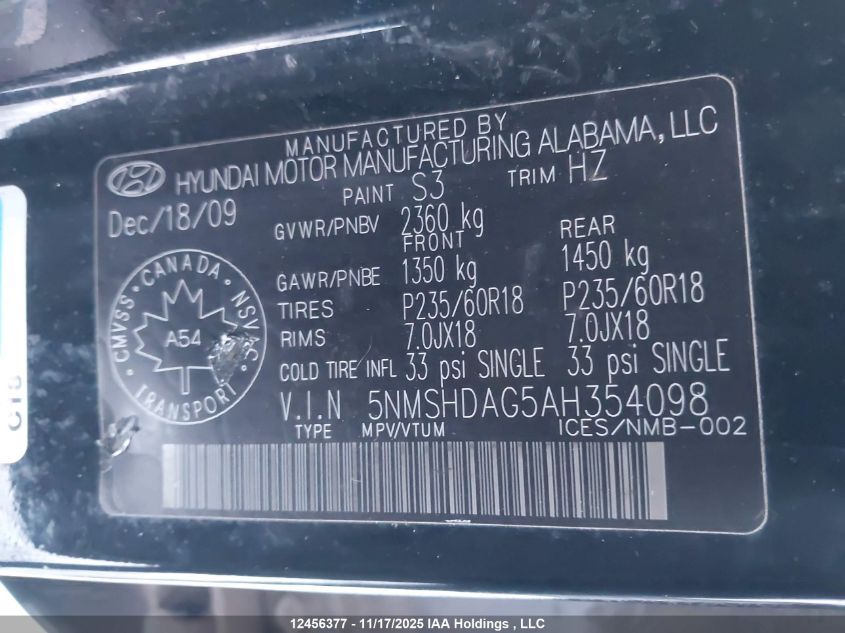 MANUFACTURED BY
HYUNDAI MOTOR MANUFACTURING ALABAMA, LLC
Dec/18/09 PAINT S3 TRIM HZ
GVWR/PNBV 2360 kg
FRONT REAR
GAWR/PNBE 1350 kg 1450 kg
TIRES P235/60R18 P235/60R18
RIMS 7.0JX18 7.0JX18
COLD TIRE INFL 33 psi SINGLE 33 psi SINGLE
CMVSS · CANADA · NSVAC
A54
TRANSPORT
V.I.N 5NMSHDAG5AH354098
TYPE MPV/VTUM ICES/NMB-002
12456377 - 11/17/2025 IAA Holdings , LLC